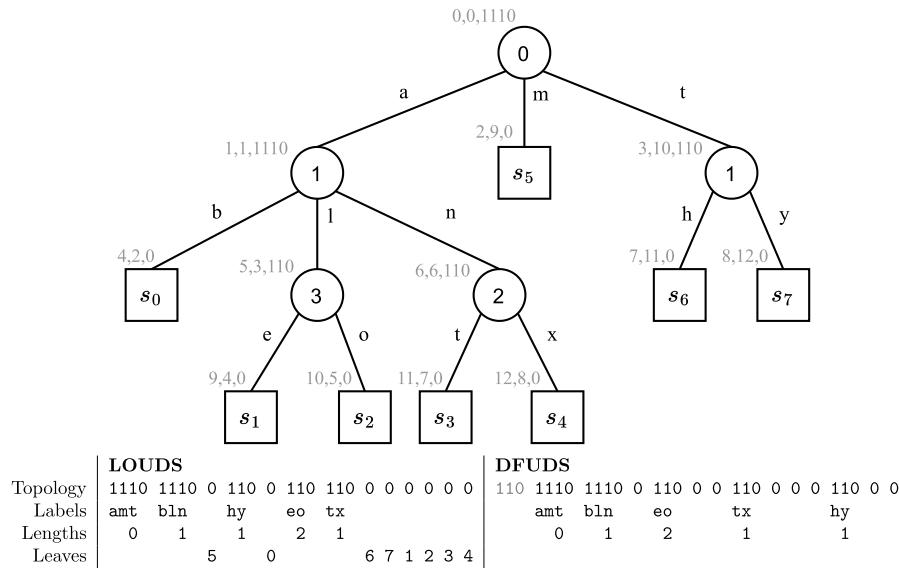 0,0,1110
0
a m t
1,1,1110 2,9,0 3,10,110
1 s5 1
b l n h y
4,2,0 5,3,110 6,6,110 7,11,0 8,12,0
s0 3 2 s6 s7
e o t x
9,4,0 10,5,0 11,7,0 12,8,0
s1 s2 s3 s4
LOUDS DFUDS
Topology 1110 1110 0 110 0 110 110 0 0 0 0 0 0 110 1110 1110 0 110 0 0 110 0 0 0 110 0 0
Labels amt bln hy eo tx amt bln eo tx hy
Lengths 0 1 1 2 1 0 1 2 1 1
Leaves 5 0 6 7 1 2 3 4